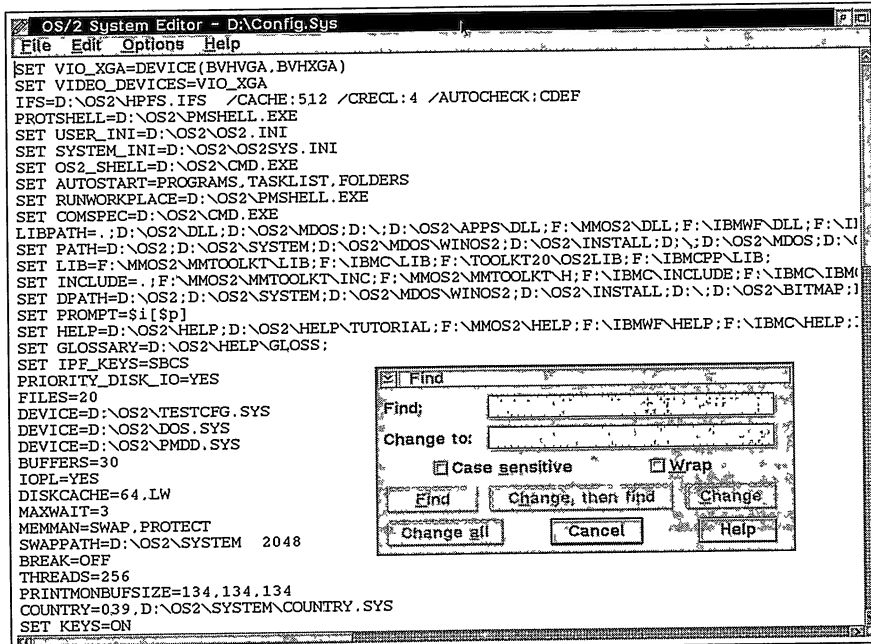 OS/2 System Editor - D:\Config.Sys
File Edit Options Help
SET VIO_XGA=DEVICE(BVHVGA,BVHXGA)
SET VIDEO_DEVICES=VIO_XGA
IFS=D:\OS2\HPFS.IFS /CACHE:512 /CRECL:4 /AUTOCHECK:CDEF
PROTSHELL=D:\OS2\PMSHELL.EXE
SET USER_INI=D:\OS2\OS2.INI
SET SYSTEM_INI=D:\OS2\OS2SYS.INI
SET OS2_SHELL=D:\OS2\CMD.EXE
SET AUTOSTART=PROGRAMS,TASKLIST,FOLDERS
SET RUNWORKPLACE=D:\OS2\PMSHELL.EXE
SET COMSPEC=D:\OS2\CMD.EXE
LIBPATH=.;D:\OS2\DLL;D:\OS2\MDOS;D:\;D:\OS2\APPS\DLL;F:\MMOS2\DLL;F:\IBMWF\DLL;F:\I
SET PATH=D:\OS2;D:\OS2\SYSTEM;D:\OS2\MDOS\WINOS2;D:\OS2\INSTALL;D:\;D:\OS2\MDOS;D:\
SET LIB=F:\MMOS2\MMTOOLKT\LIB;F:\IBMC\LIB;F:\TOOLKT20\OS2LIB;F:\IBMCPP\LIB;
SET INCLUDE=.;F:\MMOS2\MMTOOLKT\INC;F:\MMOS2\MMTOOLKT\H;F:\IBMC\INCLUDE;F:\IBMC\IBM
SET DPATH=D:\OS2;D:\OS2\SYSTEM;D:\OS2\MDOS\WINOS2;D:\OS2\INSTALL;D:\;D:\OS2\BITMAP;
SET PROMPT=$i[$p]
SET HELP=D:\OS2\HELP;D:\OS2\HELP\TUTORIAL;F:\MMOS2\HELP;F:\IBMWF\HELP;F:\IBMC\HELP;
SET GLOSSARY=D:\OS2\HELP\GLOSS;
SET IPF_KEYS=SBCS
PRIORITY_DISK_IO=YES
FILES=20
DEVICE=D:\OS2\TESTCFG.SYS
DEVICE=D:\OS2\DOS.SYS
DEVICE=D:\OS2\PMDD.SYS
BUFFERS=30
IOPL=YES
DISKCACHE=64,LW
MAXWAIT=3
MEMMAN=SWAP,PROTECT
SWAPPATH=D:\OS2\SYSTEM 2048
BREAK=OFF
THREADS=256
PRINTMONBUFSIZE=134,134,134
COUNTRY=039,D:\OS2\SYSTEM\COUNTRY.SYS
SET KEYS=ON
Find
Find:
Change to:
Case sensitive Wrap
Find Change, then find Change
Change all Cancel Help